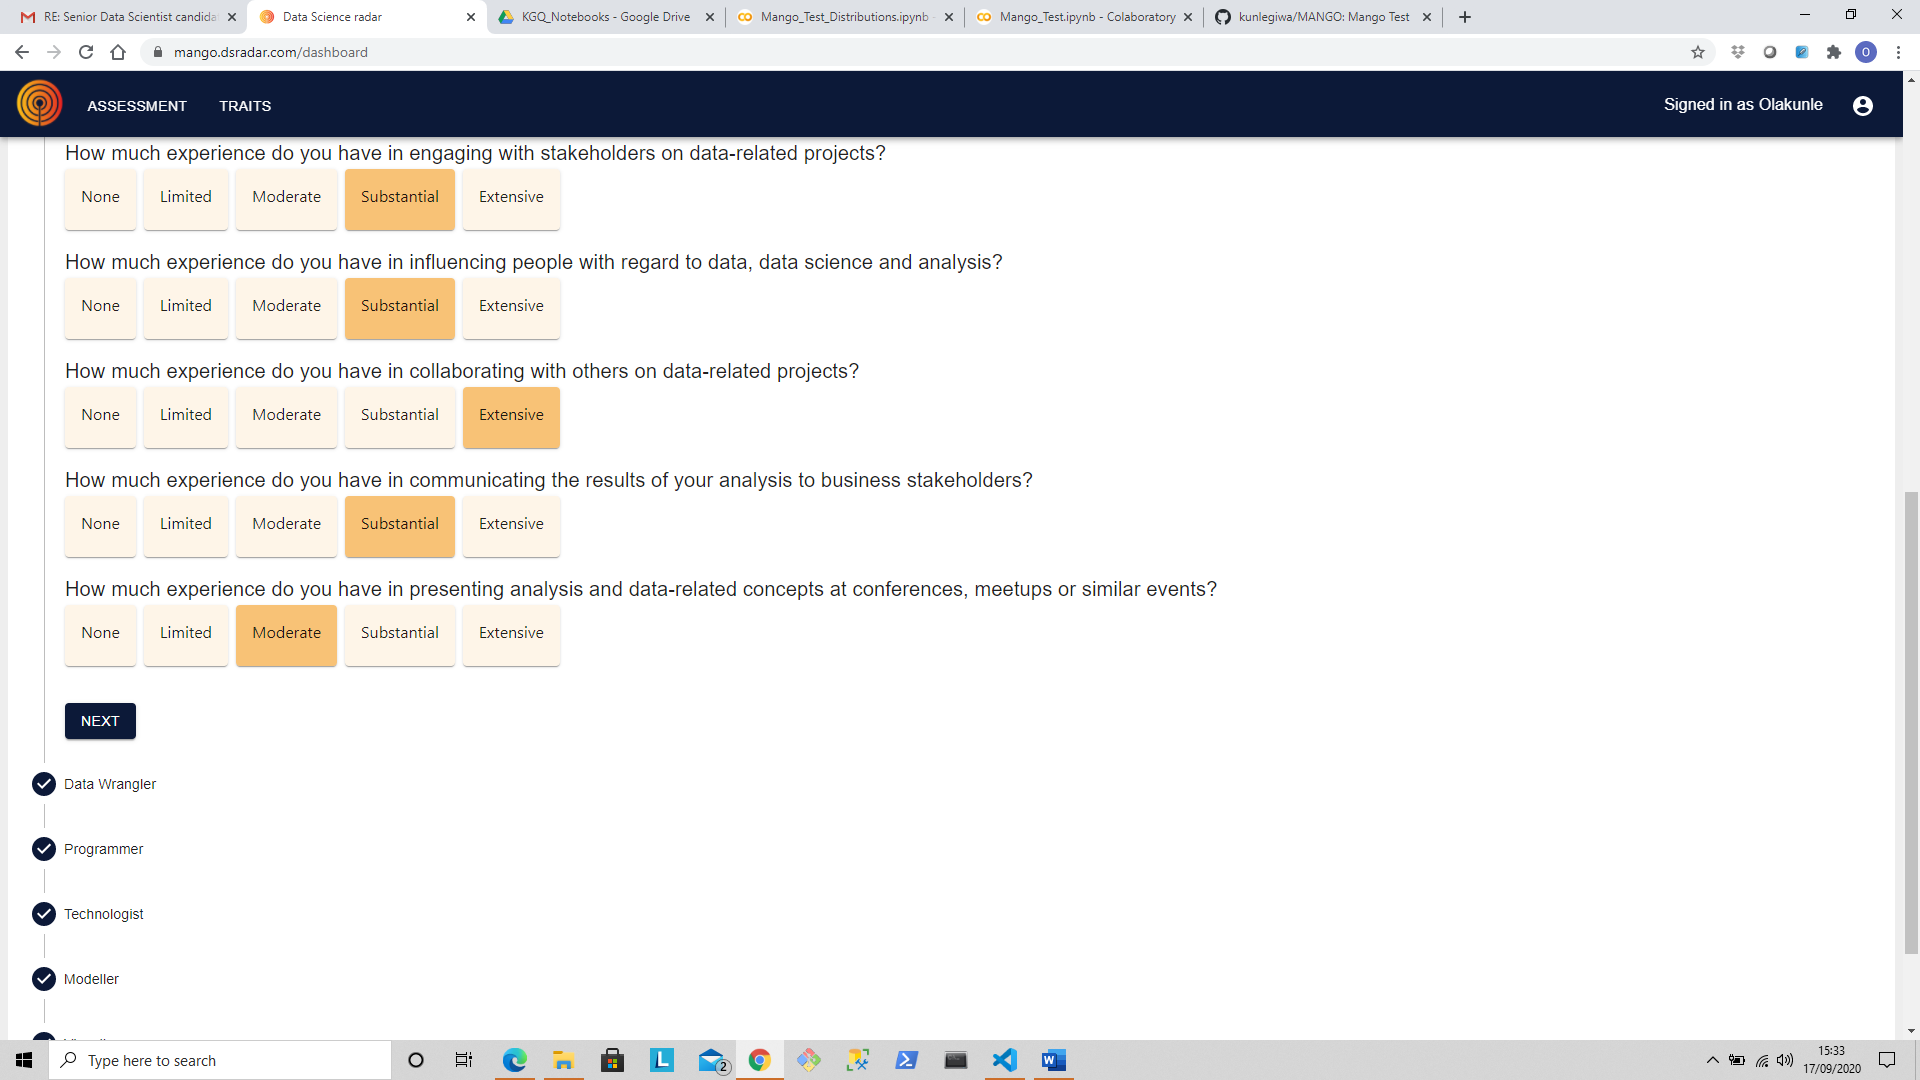 RE: Senior Data Scientist candida
Data Science radar
KGQ_Notebooks - Google Drive
Mango_Test_Distributions.ipynb
Mango_Test.ipynb - Colaboratory
kunlegiwa/MANGO: Mango Test
mango.dsradar.com/dashboard
O
ASSESSMENT
TRAITS
Signed in as Olakunle
How much experience do you have in engaging with stakeholders on data-related projects?
None Limited Moderate Substantial Extensive
How much experience do you have in influencing people with regard to data, data science and analysis?
None Limited Moderate Substantial Extensive
How much experience do you have in collaborating with others on data-related projects?
None Limited Moderate Substantial Extensive
How much experience do you have in communicating the results of your analysis to business stakeholders?
None Limited Moderate Substantial Extensive
How much experience do you have in presenting analysis and data-related concepts at conferences, meetups or similar events?
None Limited Moderate Substantial Extensive
NEXT
Data Wrangler
Programmer
Technologist
Modeller
Type here to search
L
2
W
15:33
17/09/2020